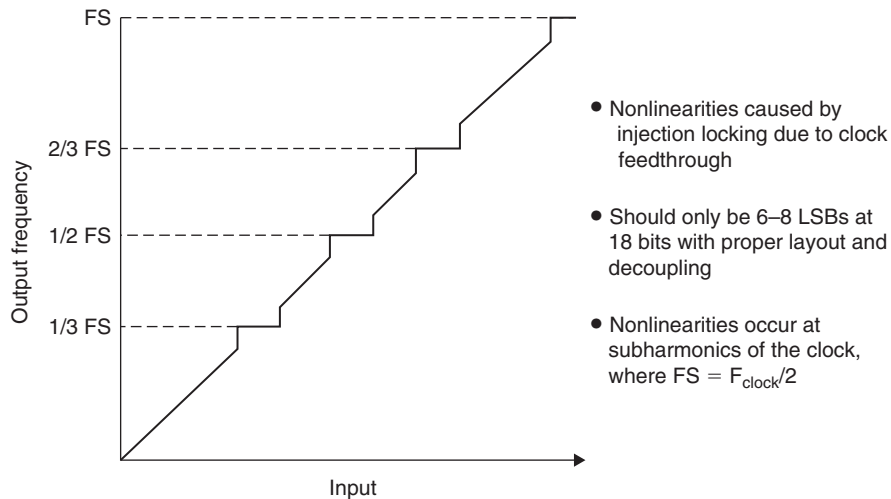 FS
2/3 FS
1/2 FS
1/3 FS
Output frequency
Input
● Nonlinearities caused by
injection locking due to clock
feedthrough
● Should only be 6–8 LSBs at
18 bits with proper layout and
decoupling
● Nonlinearities occur at
subharmonics of the clock,
where FS = Fclock/2